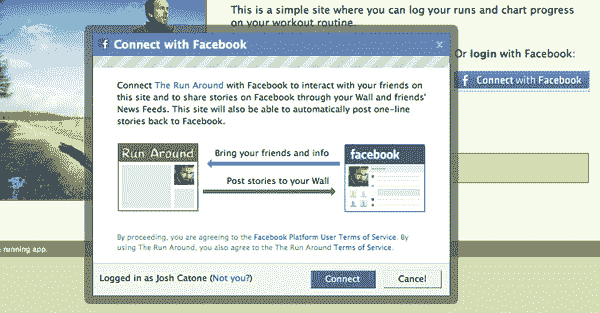 This is a simple site where you can log your runs and chart progress
on your workout routine.
Or login with Facebook:
f Connect with Facebook
f Connect with Facebook x
Connect The Run Around with Facebook to interact with your friends on
this site and to share stories on Facebook through your Wall and friends'
News Feeds. This site will also be able to automatically post one-line
stories back to Facebook.
Run Around
Bring your friends and info
facebook
Post stories to your Wall
By proceeding, you are agreeing to the Facebook Platform User Terms of Service. By
using The Run Around, you also agree to the The Run Around Terms of Service.
Logged in as Josh Catone (Not you?)
Connect
Cancel
running app.